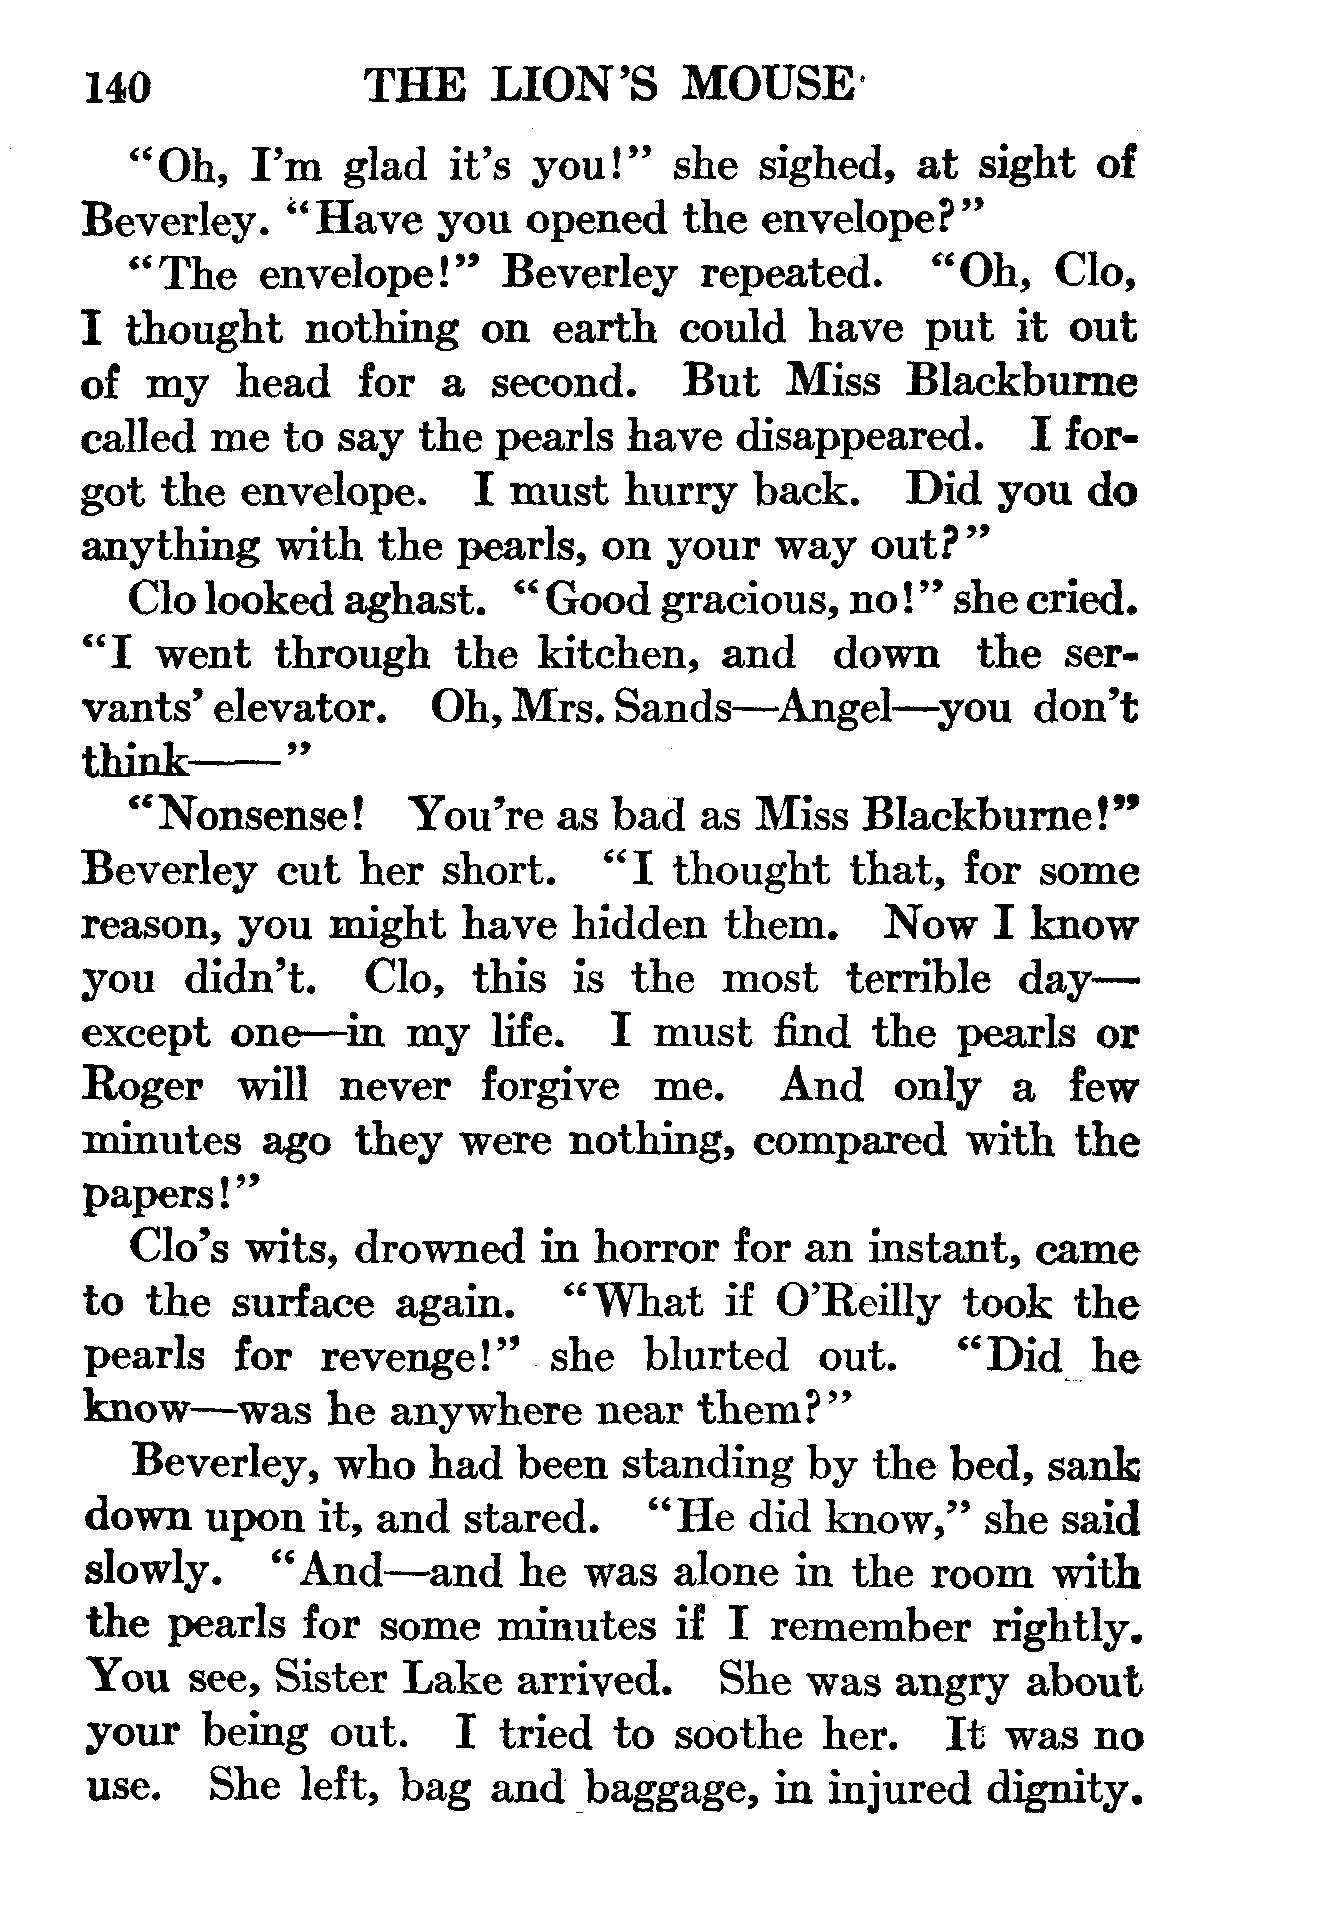 140 THE LION'S MOUSE
"Oh, I'm glad it's you!" she sighed, at sight of
Beverley. "Have you opened the envelope?"
"The envelope!" Beverley repeated. "Oh, Clo,
I thought nothing on earth could have put it out
of my head for a second. But Miss Blackburne
called me to say the pearls have disappeared. I for-
got the envelope. I must hurry back. Did you do
anything with the pearls, on your way out?"
Clo looked aghast. "Good gracious, no!" she cried.
"I went through the kitchen, and down the ser-
vants' elevator. Oh, Mrs. Sands—Angel—you don't
think——"
"Nonsense! You're as bad as Miss Blackburne!"
Beverley cut her short. "I thought that, for some
reason, you might have hidden them. Now I know
you didn't. Clo, this is the most terrible day—
except one—in my life. I must find the pearls or
Roger will never forgive me. And only a few
minutes ago they were nothing, compared with the
papers!"
Clo's wits, drowned in horror for an instant, came
to the surface again. "What if O'Reilly took the
pearls for revenge!" she blurted out. "Did he
know—was he anywhere near them?"
Beverley, who had been standing by the bed, sank
down upon it, and stared. "He did know," she said
slowly. "And—and he was alone in the room with
the pearls for some minutes if I remember rightly.
You see, Sister Lake arrived. She was angry about
your being out. I tried to soothe her. It was no
use. She left, bag and baggage, in injured dignity.